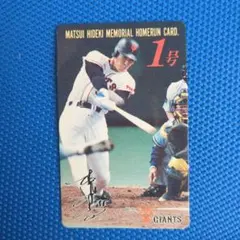 MATSUI HIDEKI MEMORIAL HOMERUN CARD.
1号
GIANTS